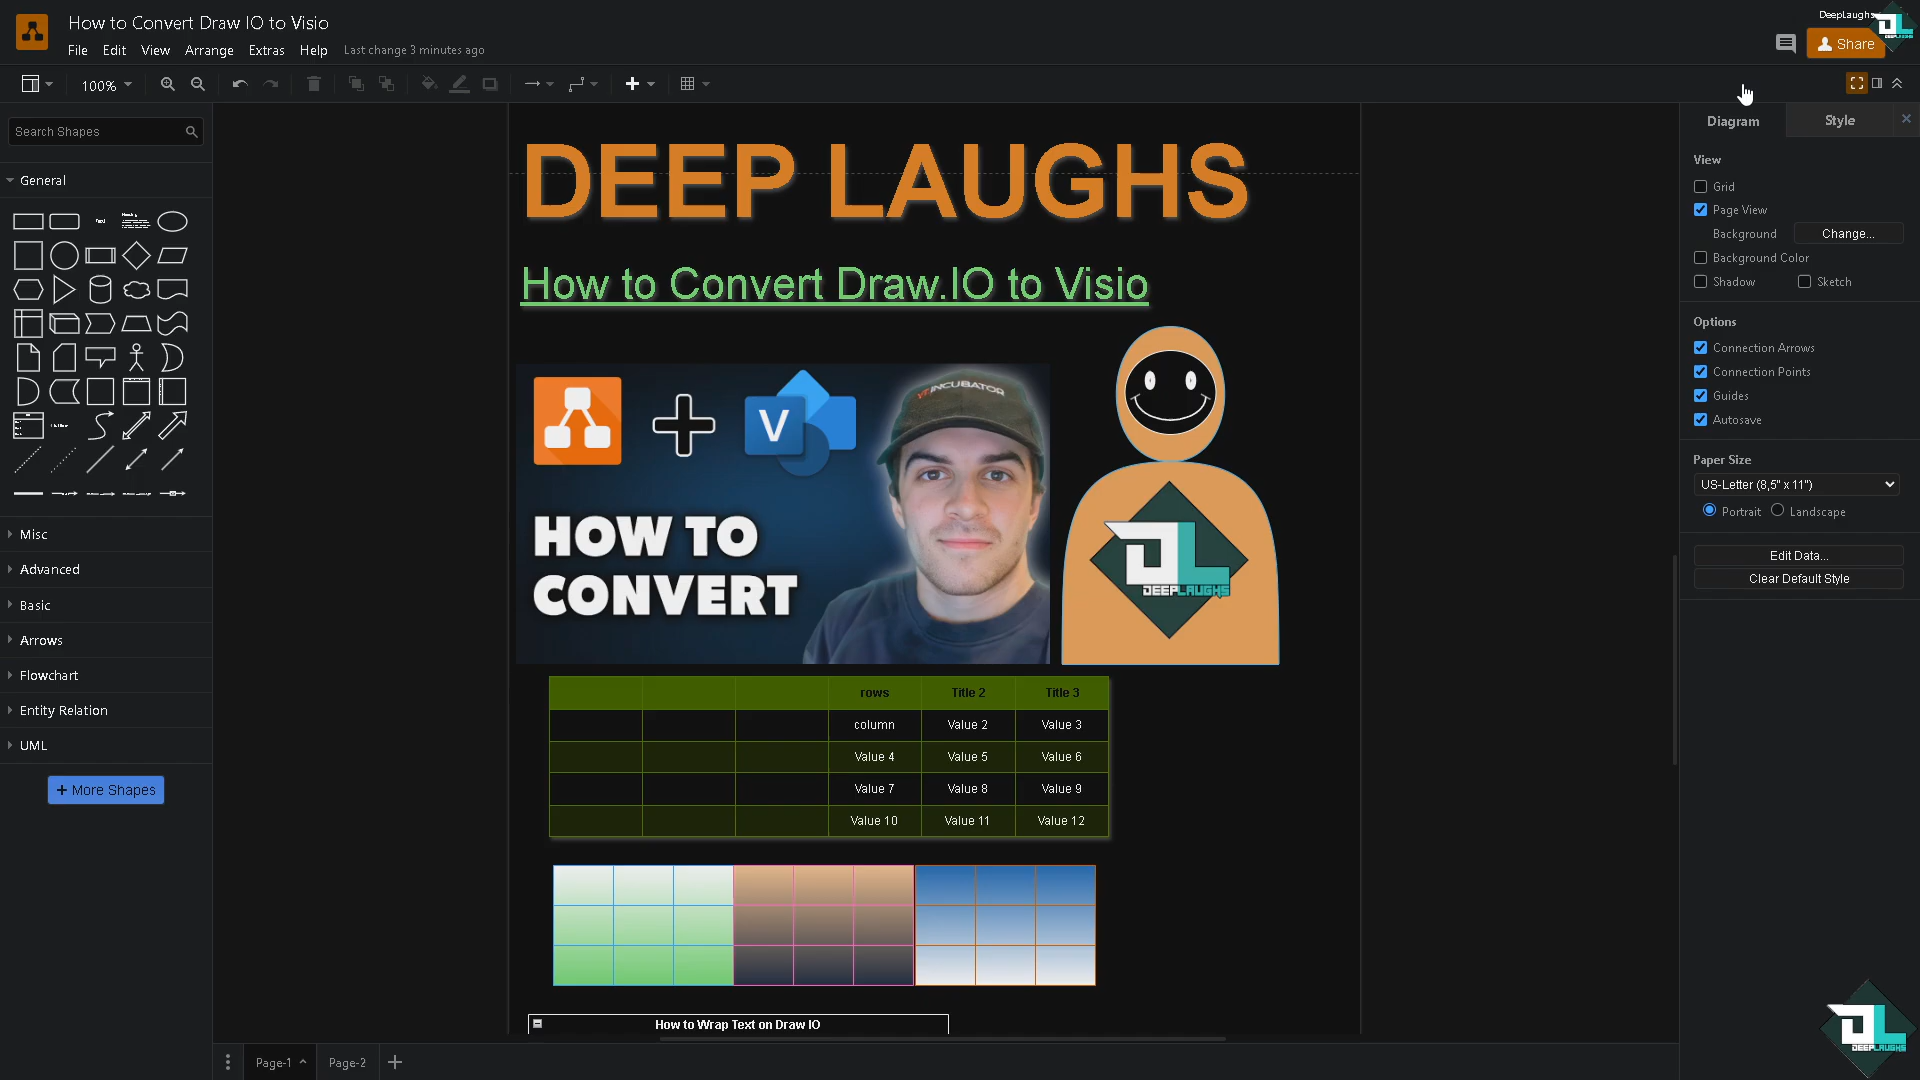 How to Convert Draw IO to Visio
DeepLaughs
File Edit View Arrange Extras Help Last change 3 minutes ago
Share
100%
Search Shapes
General
Text
Heading
Misc
Advanced
Basic
Arrows
Flowchart
Entity Relation
UML
+ More Shapes
DEEP LAUGHS
How to Convert Draw.IO to Visio
INCUBATOR
V
HOW TO
CONVERT
DL
DEEPLAUGHS
rows Title 2 Title 3
column Value 2 Value 3
Value 4 Value 5 Value 6
Value 7 Value 8 Value 9
Value 10 Value 11 Value 12
How to Wrap Text on Draw IO
Page-1 Page-2
Diagram Style
View
Grid
Page View
Background Change...
Background Color
Shadow Sketch
Options
Connection Arrows
Connection Points
Guides
Autosave
Paper Size
US-Letter (8,5" x 11")
Portrait Landscape
Edit Data...
Clear Default Style
DL
DEEPLAUGHS